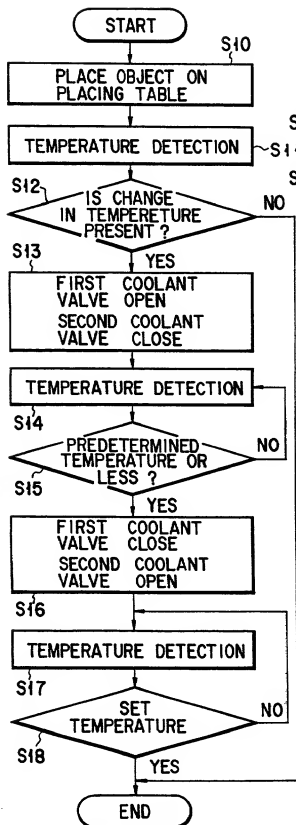 START
S10
PLACE OBJECT ON
PLACING TABLE
TEMPERATURE DETECTION
S
S1
S
S12
IS CHANGE
IN TEMPERETURE
PRESENT ?
NO
YES
S13
FIRST COOLANT
VALVE OPEN
SECOND COOLANT
VALVE CLOSE
TEMPERATURE DETECTION
S14
PREDETERMINED
TEMPERATURE OR
LESS ?
NO
S15
YES
FIRST COOLANT
VALVE CLOSE
SECOND COOLANT
VALVE OPEN
S16
TEMPERATURE DETECTION
S17
SET
TEMPERATURE
NO
S18
YES
END